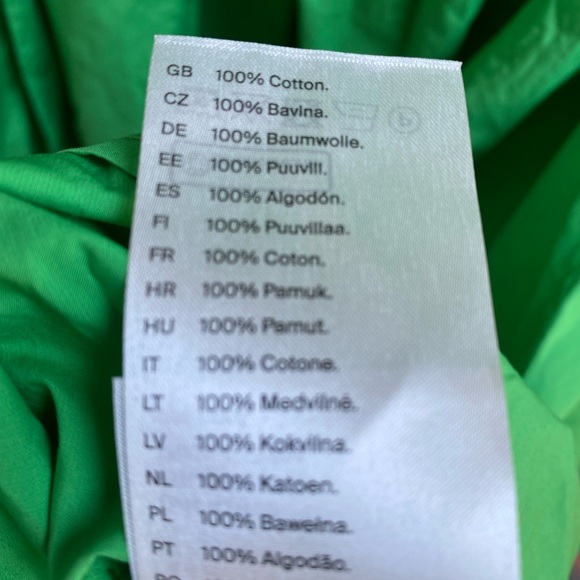 GB 100% Cotton.
CZ 100% Bavlna.
DE 100% Baumwolle.
EE 100% Puuvill.
ES 100% Algodón.
FI 100% Puuvillaa.
FR 100% Coton.
HR 100% Pamuk.
HU 100% Pamut.
IT 100% Cotone.
LT 100% Medvilnė.
LV 100% Kokvilna.
NL 100% Katoen.
PL 100% Bawełna.
PT 100% Algodão.